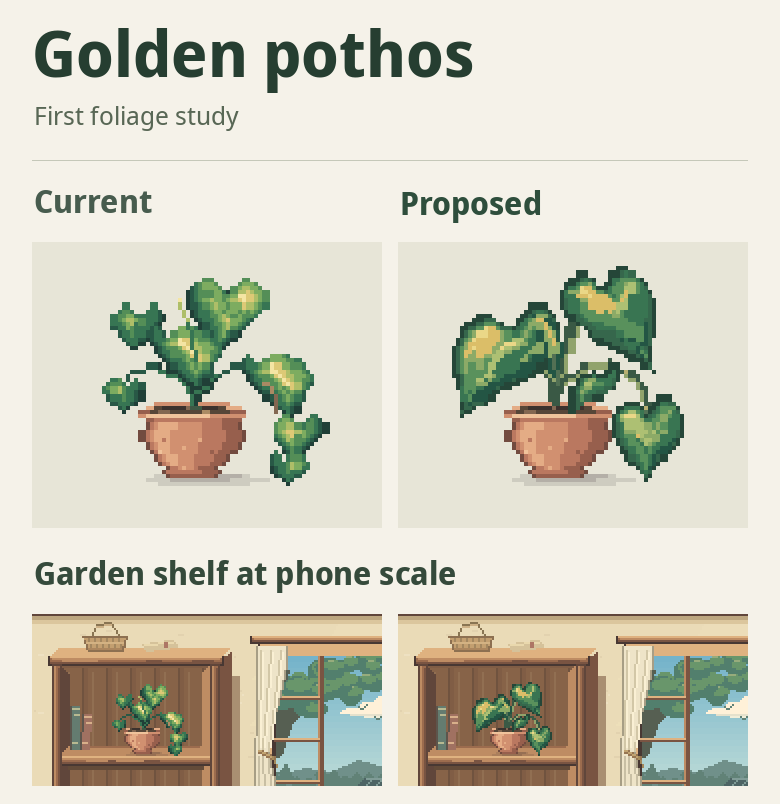 Golden pothos
First foliage study
Current
Proposed
Garden shelf at phone scale